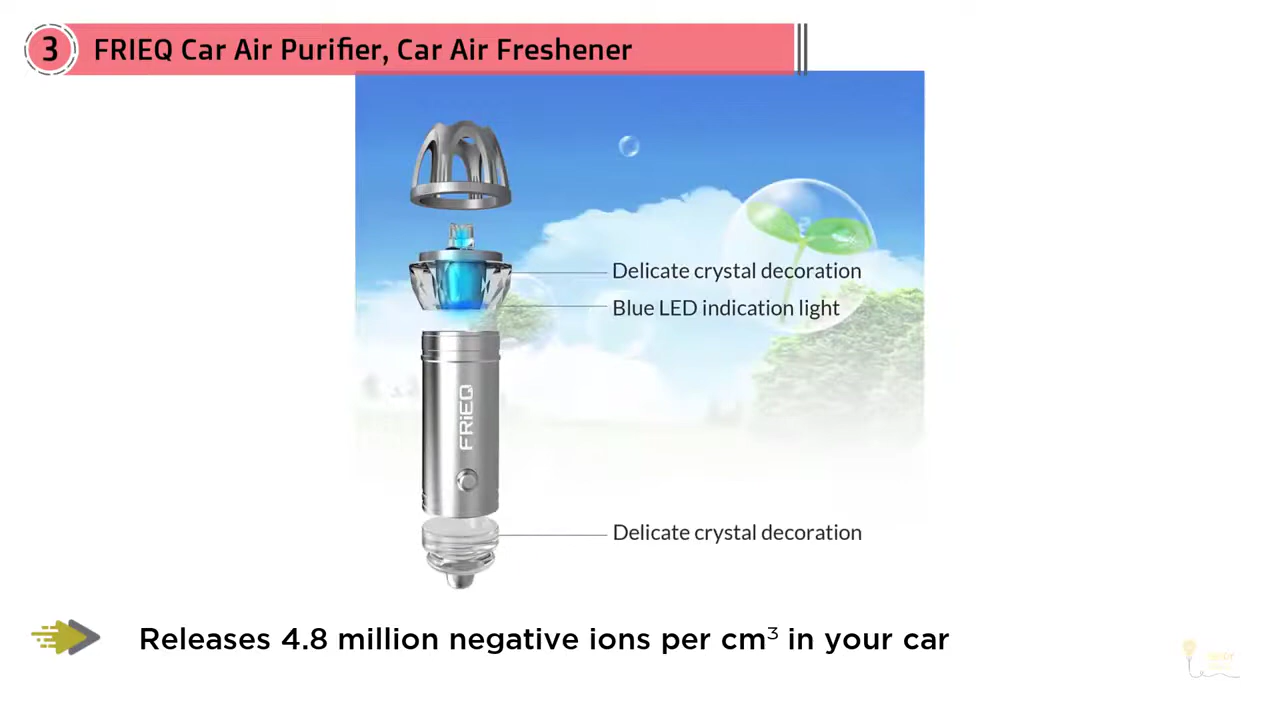 3
FRIEQ Car Air Purifier, Car Air Freshener
Delicate crystal decoration
Blue LED indication light
FRiEQ
Delicate crystal decoration
Releases 4.8 million negative ions per cm³ in your car